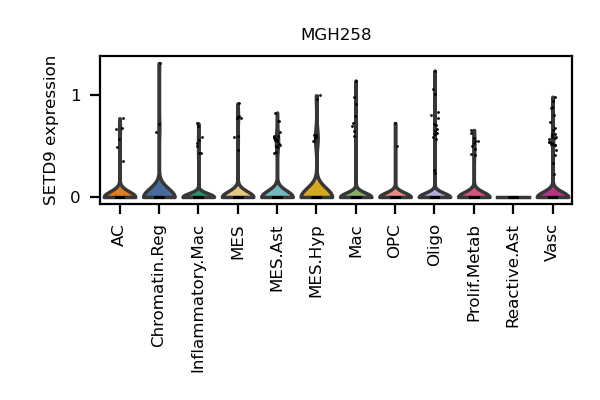 MGH258
SETD9 expression
1
0
AC
Chromatin.Reg
Inflammatory.Mac
MES
MES.Ast
MES.Hyp
Mac
OPC
Oligo
Prolif.Metab
Reactive.Ast
Vasc